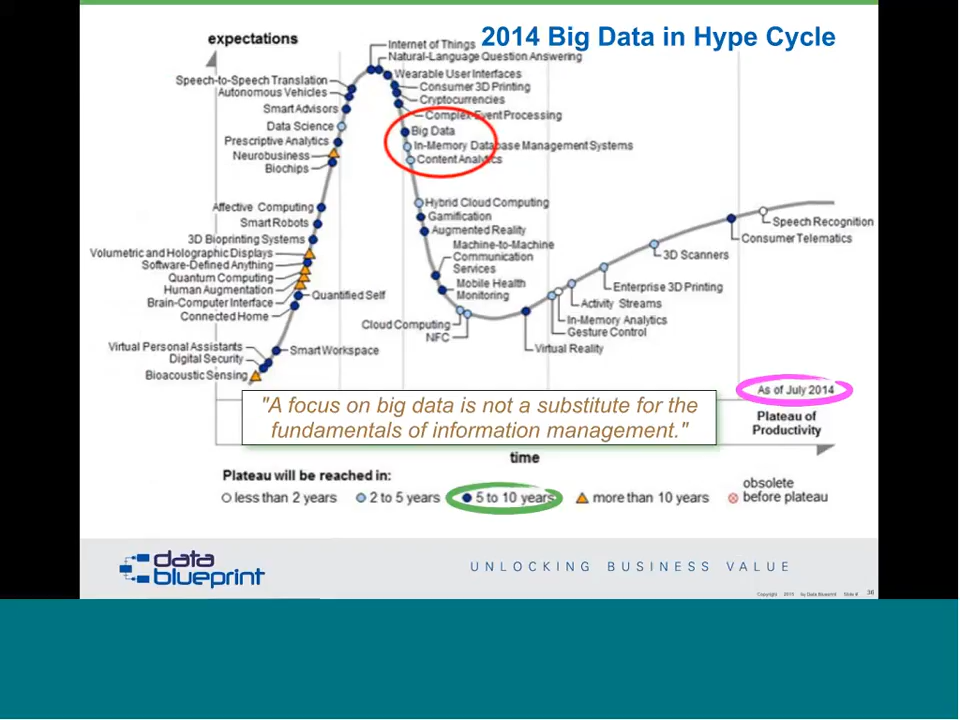 2014 Big Data in Hype Cycle
expectations
Internet of Things
Natural-Language Question Answering
Wearable User Interfaces
Consumer 3D Printing
Cryptocurrencies
Complex Event Processing
Big Data
In-Memory Database Management Systems
Content Analytics
Speech-to-Speech Translation
Autonomous Vehicles
Smart Advisors
Data Science
Prescriptive Analytics
Neurobusiness
Biochips
Affective Computing
Smart Robots
3D Bioprinting Systems
Volumetric and Holographic Displays
Software-Defined Anything
Quantum Computing
Human Augmentation
Brain-Computer Interface
Connected Home
Quantified Self
Virtual Personal Assistants
Digital Security
Bioacoustic Sensing
Smart Workspace
Hybrid Cloud Computing
Gamification
Augmented Reality
Machine-to-Machine
Communication
Services
Mobile Health
Monitoring
Cloud Computing
NFC
Virtual Reality
Gesture Control
In-Memory Analytics
Activity Streams
Enterprise 3D Printing
3D Scanners
Consumer Telematics
Speech Recognition
As of July 2014
"A focus on big data is not a substitute for the
fundamentals of information management."
Plateau of
Productivity
time
Plateau will be reached in:
less than 2 years
2 to 5 years
5 to 10 years
more than 10 years
obsolete
before plateau
data
blueprint
UNLOCKING BUSINESS VALUE
Copyright 2015 by Data Blueprint Slide # 36